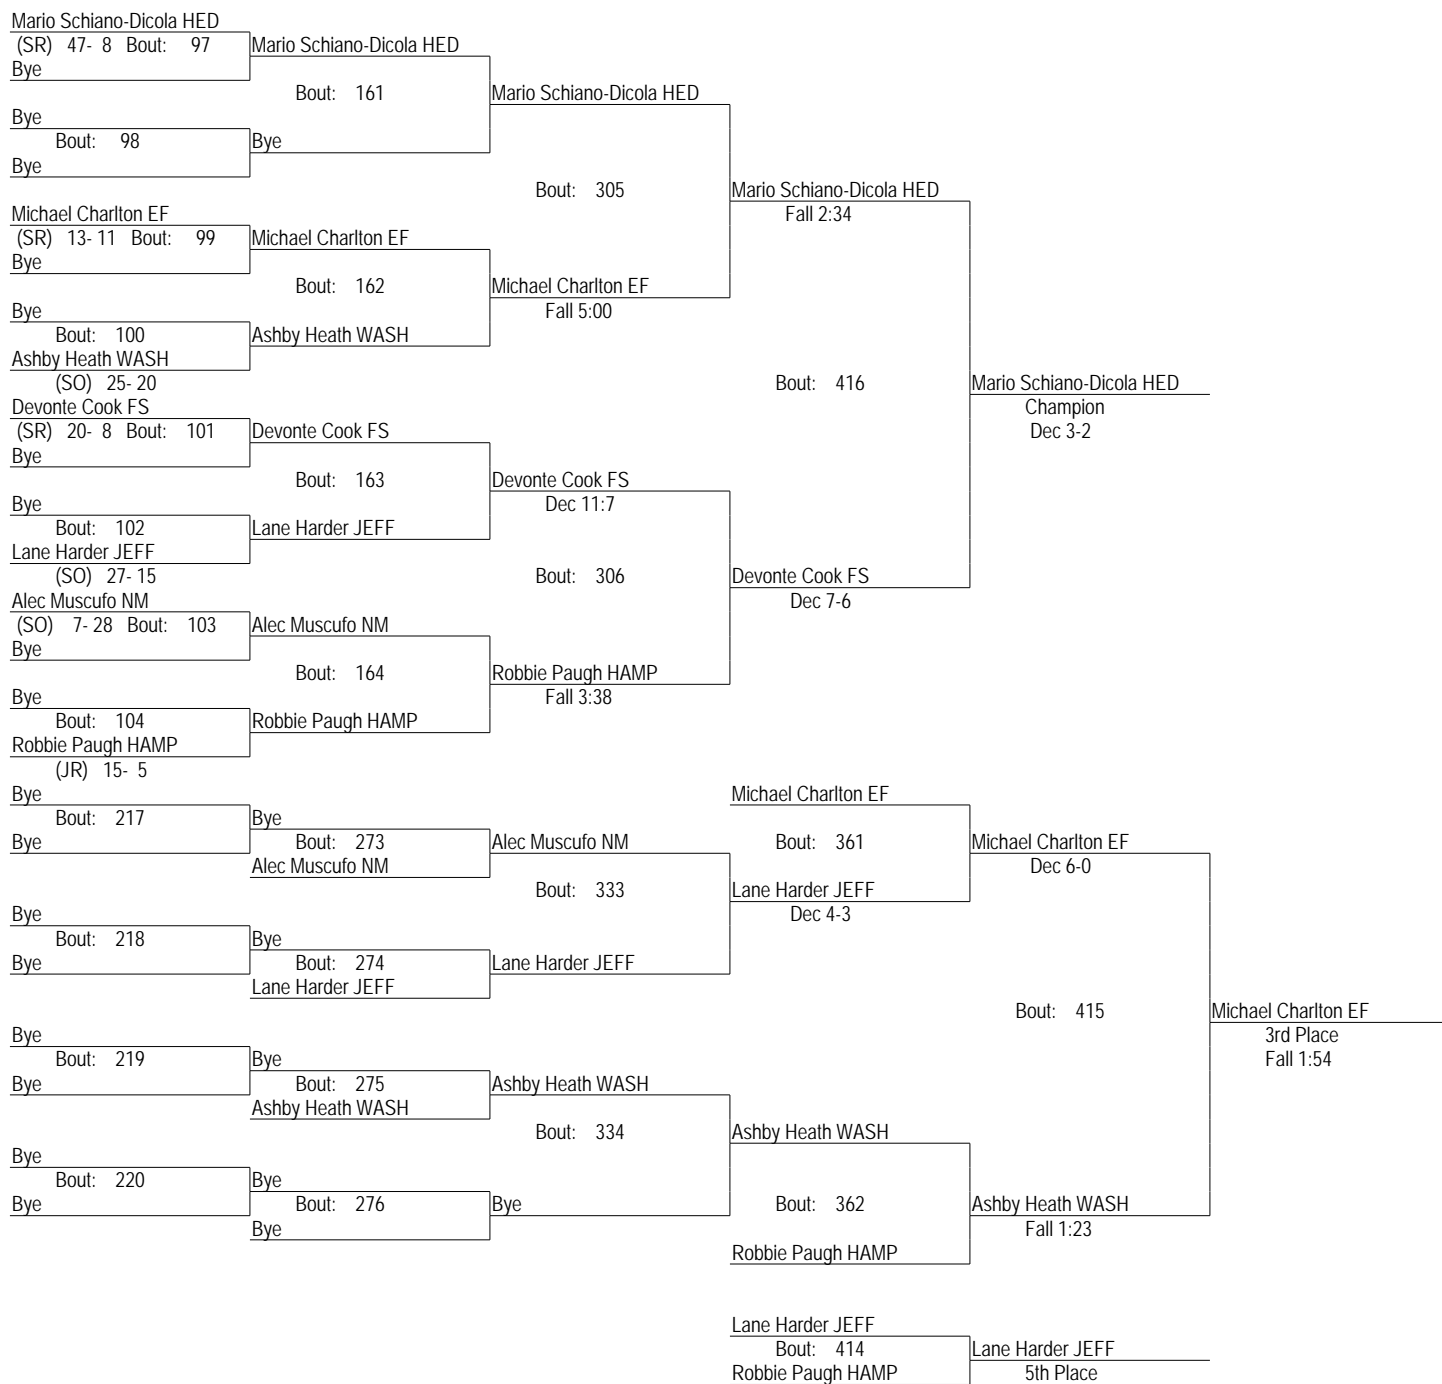 Mario Schiano-Dicola HED
(SR) 47- 8 Bout: 97
Mario Schiano-Dicola HED
Bye
Bout: 161
Mario Schiano-Dicola HED
Bye
Bout: 98
Bye
Bye
Bout: 305
Mario Schiano-Dicola HED
Fall 2:34
Michael Charlton EF
(SR) 13- 11 Bout: 99
Michael Charlton EF
Bye
Bout: 162
Michael Charlton EF
Fall 5:00
Bye
Bout: 100
Ashby Heath WASH
Ashby Heath WASH
(SO) 25- 20
Bout: 416
Mario Schiano-Dicola HED
Champion
Dec 3-2
Devonte Cook FS
(SR) 20- 8 Bout: 101
Devonte Cook FS
Bye
Bout: 163
Devonte Cook FS
Dec 11:7
Bye
Bout: 102
Lane Harder JEFF
Lane Harder JEFF
(SO) 27- 15
Bout: 306
Devonte Cook FS
Dec 7-6
Alec Muscufo NM
(SO) 7- 28 Bout: 103
Alec Muscufo NM
Bye
Bout: 164
Robbie Paugh HAMP
Fall 3:38
Bye
Bout: 104
Robbie Paugh HAMP
Robbie Paugh HAMP
(JR) 15- 5
Bye
Bout: 217
Bye
Bye
Bout: 273
Alec Muscufo NM
Alec Muscufo NM
Michael Charlton EF
Bout: 361
Michael Charlton EF
Dec 6-0
Bout: 333
Lane Harder JEFF
Dec 4-3
Bye
Bout: 218
Bye
Bye
Bout: 274
Lane Harder JEFF
Lane Harder JEFF
Bout: 415
Michael Charlton EF
3rd Place
Fall 1:54
Bye
Bout: 219
Bye
Bye
Bout: 275
Ashby Heath WASH
Ashby Heath WASH
Bout: 334
Ashby Heath WASH
Bye
Bout: 220
Bye
Bye
Bout: 276
Bye
Bye
Bout: 362
Ashby Heath WASH
Fall 1:23
Robbie Paugh HAMP
Lane Harder JEFF
Bout: 414
Lane Harder JEFF
Robbie Paugh HAMP
5th Place